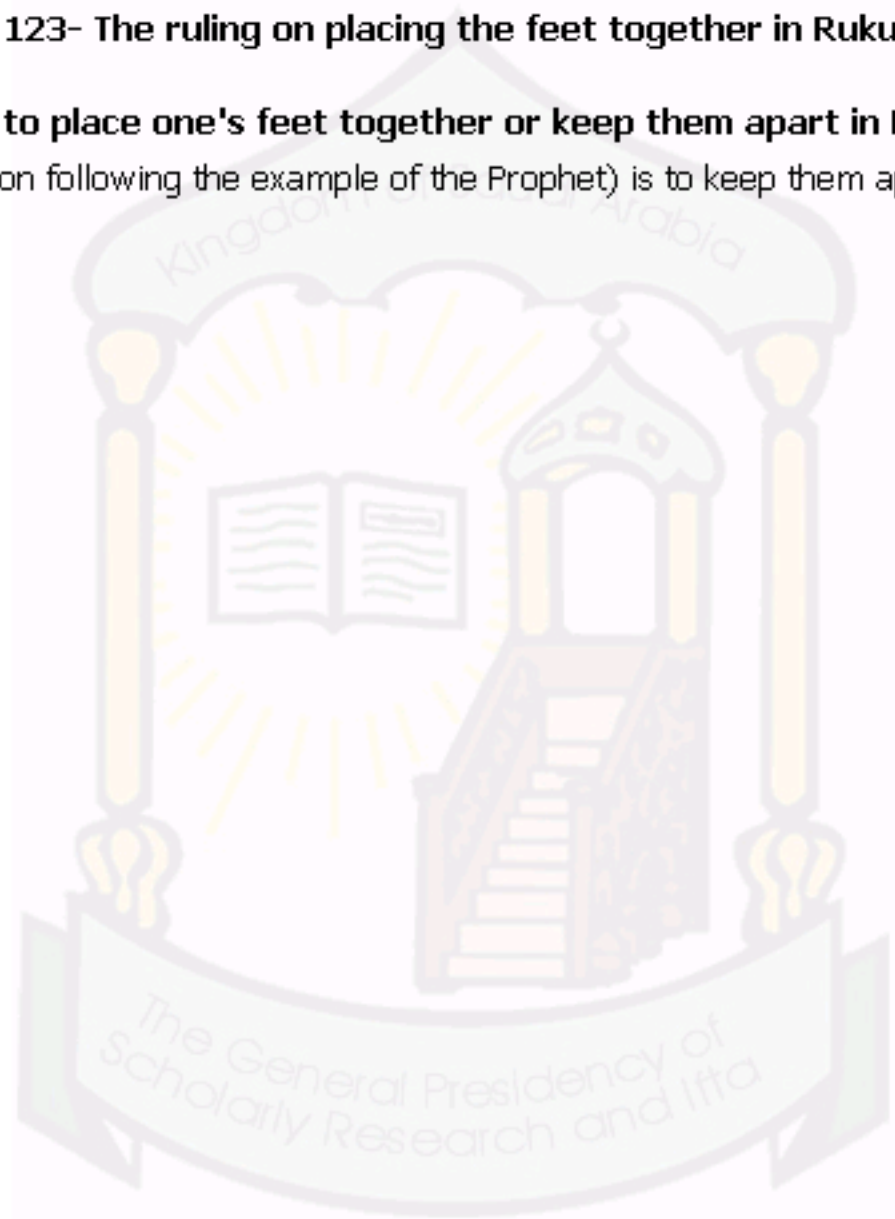 123- The ruling on placing the feet together in Ruku
to place one's feet together or keep them apart in
on following the example of the Prophet) is to keep them
Kingdom Of Saudi Arabia
The General Presidency of
Scholarly Research and Ifta